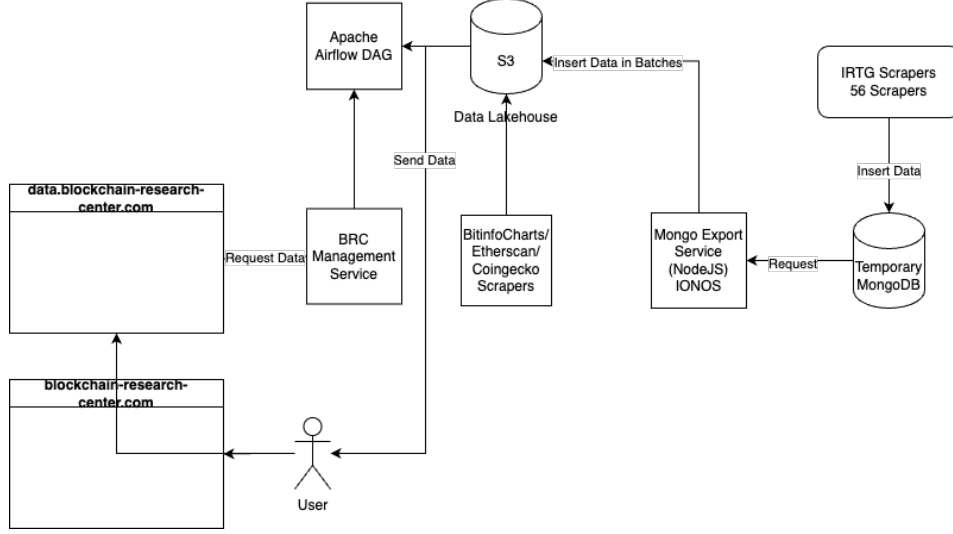 Apache
Airflow DAG
S3
Data Lakehouse
Insert Data in Batches
IRTG Scrapers
56 Scrapers
Insert Data
Send Data
data.blockchain-research-
center.com
Request Data
BRC
Management
Service
BitinfoCharts/
Etherscan/
Coingecko
Scrapers
Mongo Export
Service
(NodeJS)
IONOS
Request
Temporary
MongoDB
blockchain-research-
center.com
User